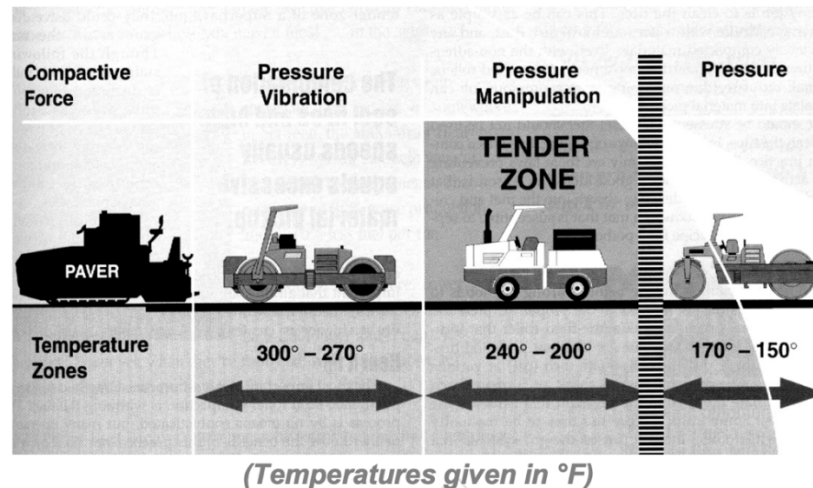 Compactive
Force
Pressure
Vibration
Pressure
Manipulation
Pressure
TENDER
ZONE
PAVER
Temperature
Zones
300° – 270°
240° – 200°
170° – 150°
(Temperatures given in °F)